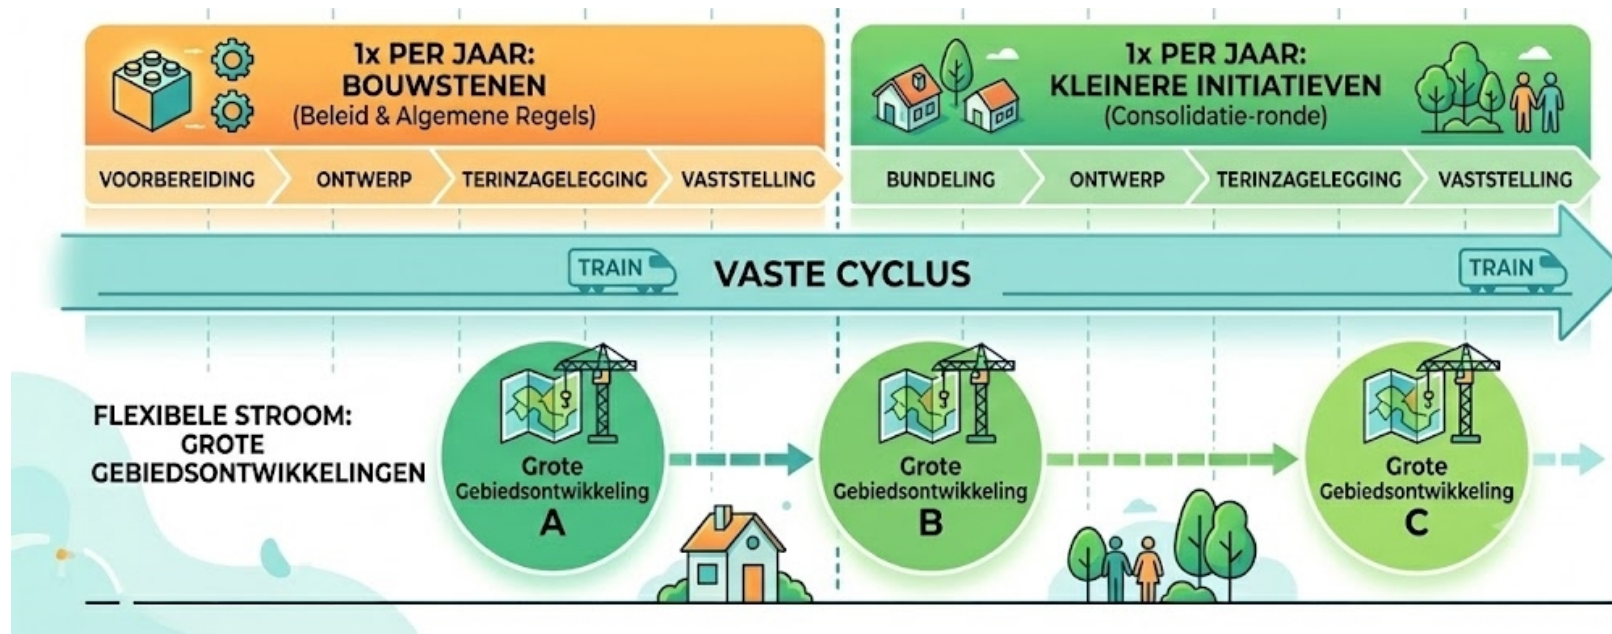 1x PER JAAR:
BOUWSTENEN
(Beleid & Algemene Regels)
VOORBEREIDING
ONTWERP
TERINZAGELEGGING
VASTSTELLING
1x PER JAAR:
KLEINERE INITIATIEVEN
(Consolidatie-ronde)
BUNDELING
ONTWERP
TERINZAGELEGGING
VASTSTELLING
TRAIN
VASTE CYCLUS
TRAIN
FLEXIBELE STROOM:
GROTE
GEBIEDSONTWIKKELINGEN
Grote
Gebiedsontwikkeling
A
Grote
Gebiedsontwikkeling
B
Grote
Gebiedsontwikkeling
C